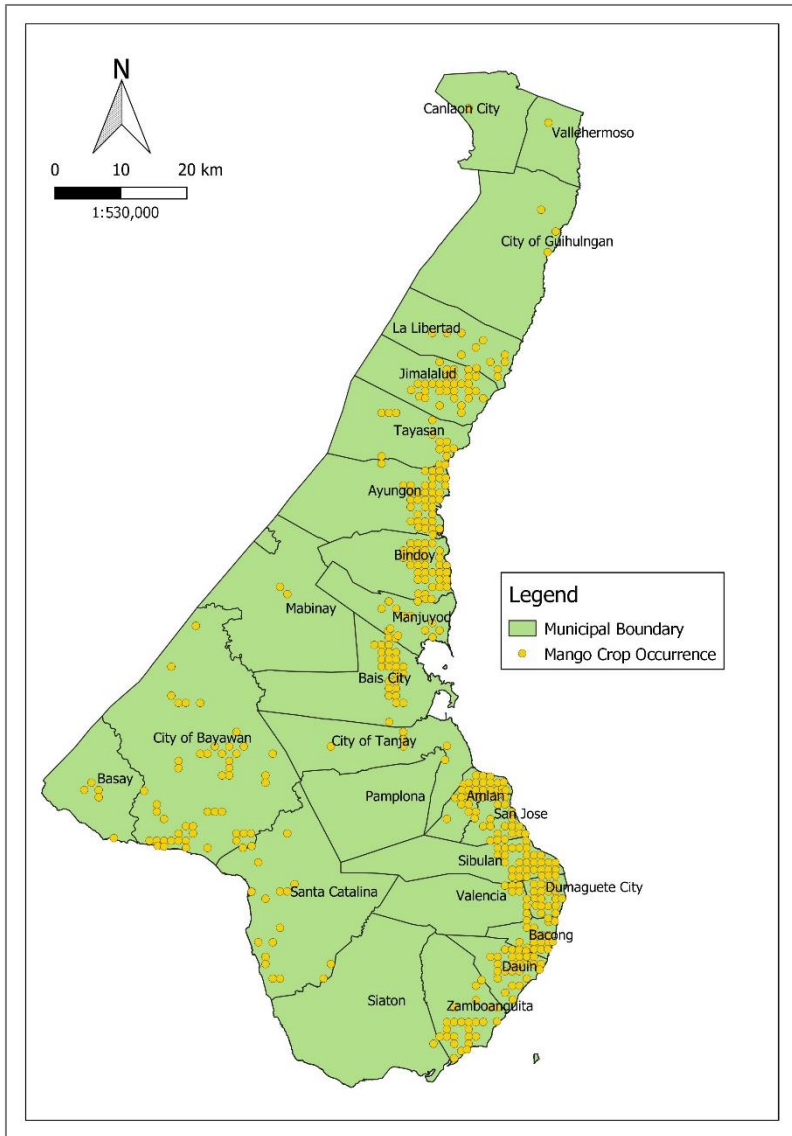 N
0 10 20 km
1:530,000
Canlaon City
Vallehermoso
City of Guihulngan
La Libertad
Jimalalud
Tayasan
Ayungon
Bindoy
Mabinay
Manjuyod
Bais City
City of Bayawan
City of Tanjay
Basay
Pamplona
Amlan
San Jose
Sibulan
Santa Catalina
Valencia
Dumaguete City
Bacong
Dauin
Siaton
Zamboanguita
Legend
Municipal Boundary
Mango Crop Occurrence